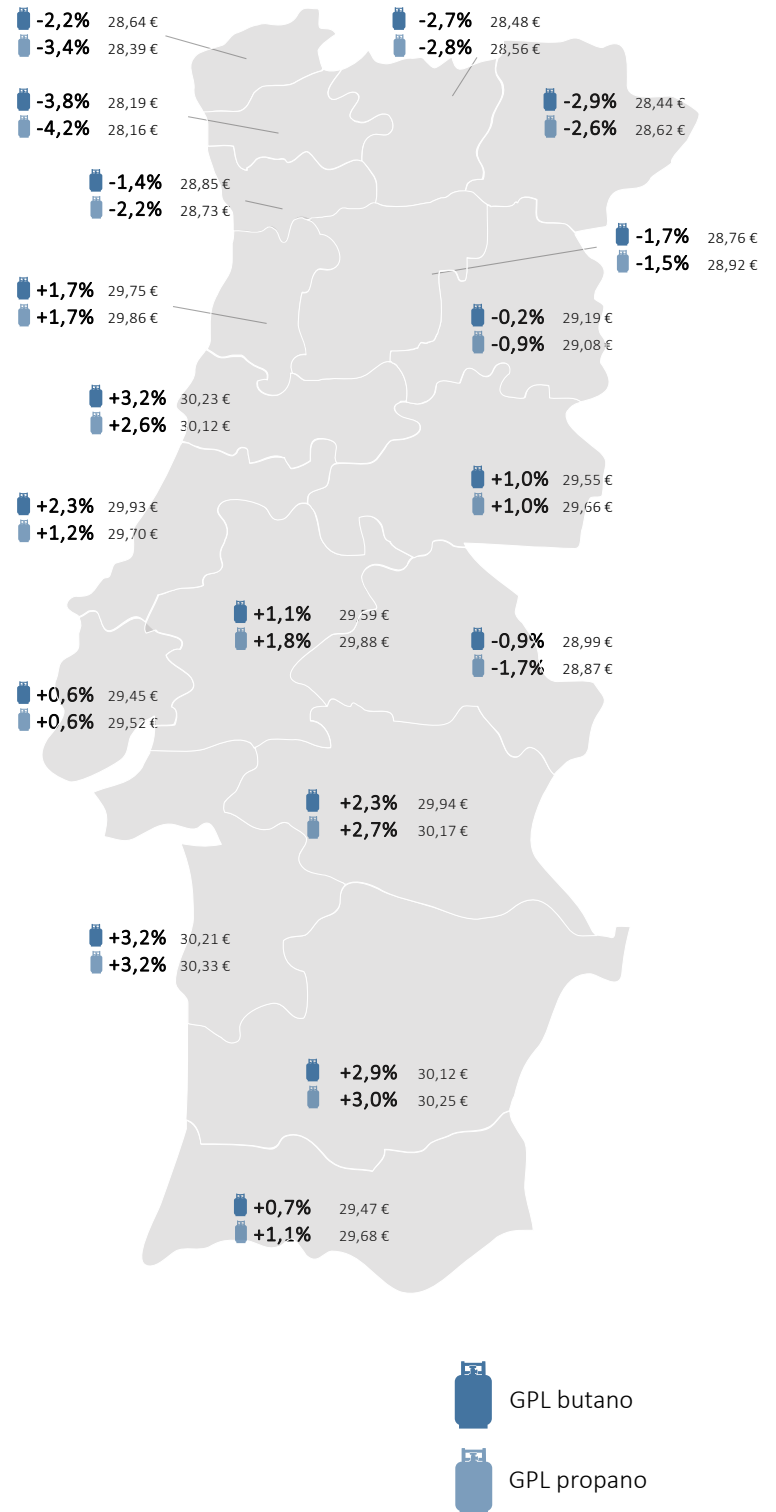 -2,2% 28,64 €
-3,4% 28,39 €
-2,7% 28,48 €
-2,8% 28,56 €
-3,8% 28,19 €
-4,2% 28,16 €
-2,9% 28,44 €
-2,6% 28,62 €
-1,4% 28,85 €
-2,2% 28,73 €
-1,7% 28,76 €
-1,5% 28,92 €
+1,7% 29,75 €
+1,7% 29,86 €
-0,2% 29,19 €
-0,9% 29,08 €
+3,2% 30,23 €
+2,6% 30,12 €
+1,0% 29,55 €
+1,0% 29,66 €
+2,3% 29,93 €
+1,2% 29,70 €
+1,1% 29,59 €
+1,8% 29,88 €
-0,9% 28,99 €
-1,7% 28,87 €
+0,6% 29,45 €
+0,6% 29,52 €
+2,3% 29,94 €
+2,7% 30,17 €
+3,2% 30,21 €
+3,2% 30,33 €
+2,9% 30,12 €
+3,0% 30,25 €
+0,7% 29,47 €
+1,1% 29,68 €
GPL butano
GPL propano